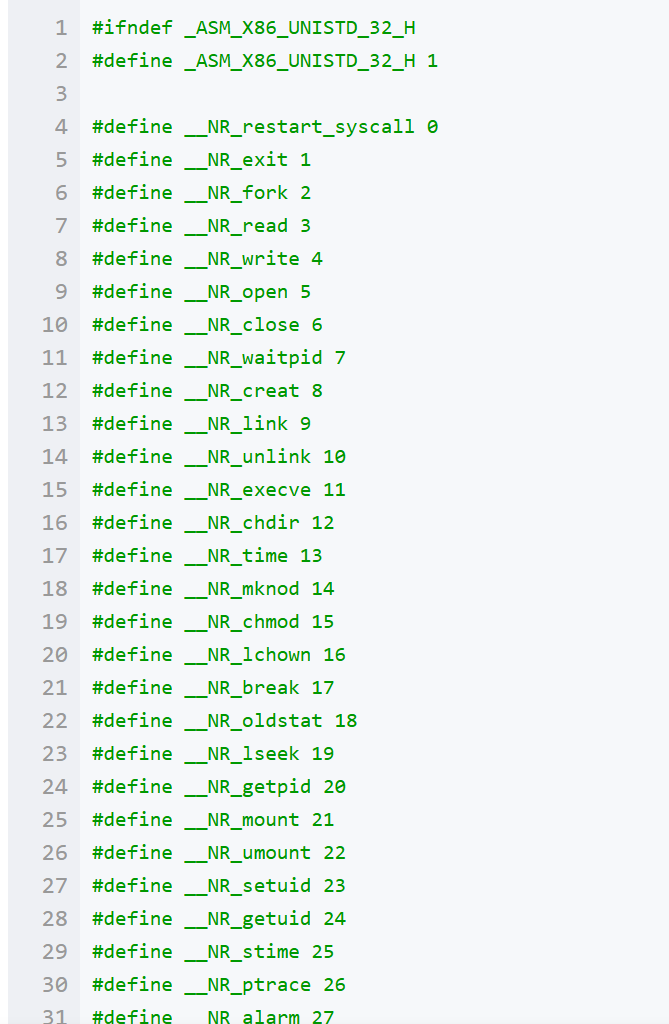 1 #ifndef _ASM_X86_UNISTD_32_H
2 #define _ASM_X86_UNISTD_32_H 1
3
4 #define __NR_restart_syscall 0
5 #define __NR_exit 1
6 #define __NR_fork 2
7 #define __NR_read 3
8 #define __NR_write 4
9 #define __NR_open 5
10 #define __NR_close 6
11 #define __NR_waitpid 7
12 #define __NR_creat 8
13 #define __NR_link 9
14 #define __NR_unlink 10
15 #define __NR_execve 11
16 #define __NR_chdir 12
17 #define __NR_time 13
18 #define __NR_mknod 14
19 #define __NR_chmod 15
20 #define __NR_lchown 16
21 #define __NR_break 17
22 #define __NR_oldstat 18
23 #define __NR_lseek 19
24 #define __NR_getpid 20
25 #define __NR_mount 21
26 #define __NR_umount 22
27 #define __NR_setuid 23
28 #define __NR_getuid 24
29 #define __NR_stime 25
30 #define __NR_ptrace 26
31 #define __NR_alarm 27